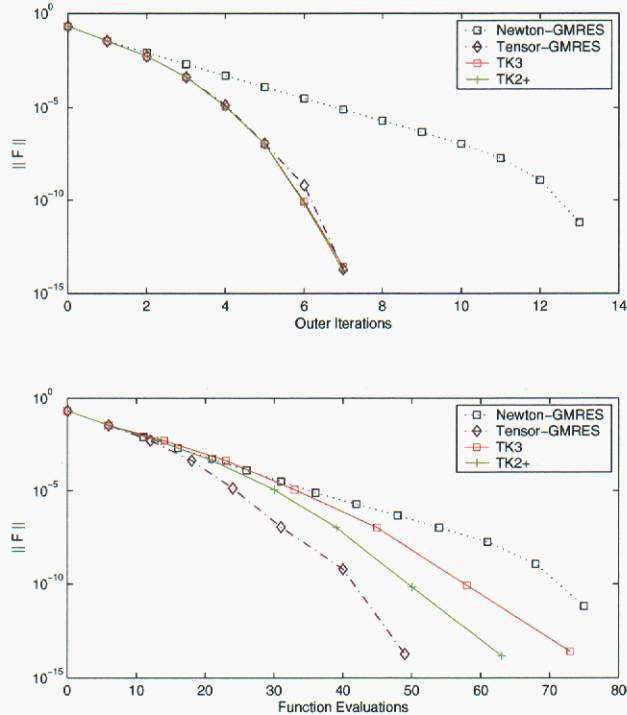 10^0
10^-5
10^-10
10^-15
|| F ||
0 2 4 6 8 10 12 14
Outer Iterations
Newton-GMRES
Tensor-GMRES
TK3
TK2+
10^0
10^-5
10^-10
10^-15
|| F ||
0 10 20 30 40 50 60 70 80
Function Evaluations
Newton-GMRES
Tensor-GMRES
TK3
TK2+